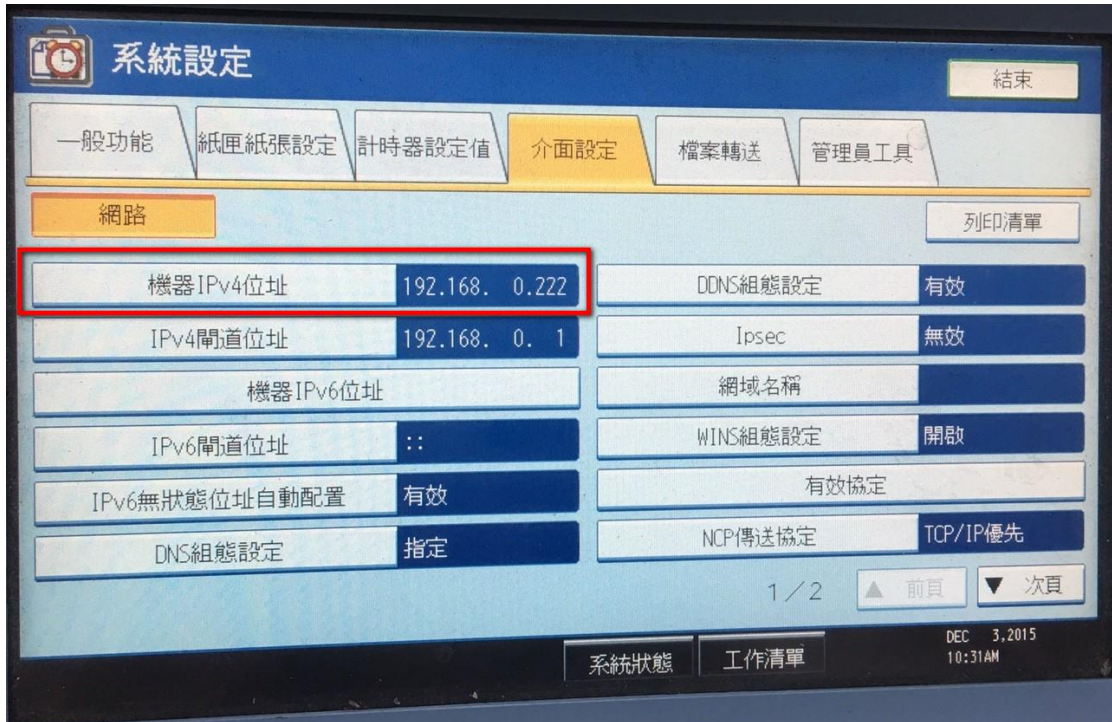 系統設定
結束
一般功能 紙匣紙張設定 計時器設定值 介面設定 檔案轉送 管理員工具
網路
列印清單
機器IPv4位址 192.168. 0.222
DDNS組態設定 有效
IPv4閘道位址 192.168. 0. 1
Ipsec 無效
機器IPv6位址
網域名稱
IPv6閘道位址 ::
WINS組態設定 開啟
IPv6無狀態位址自動配置 有效
有效協定
DNS組態設定 指定
NCP傳送協定 TCP/IP優先
1/2 ▲ 前頁 ▼ 次頁
系統狀態 工作清單
DEC 3,2015
10:31AM